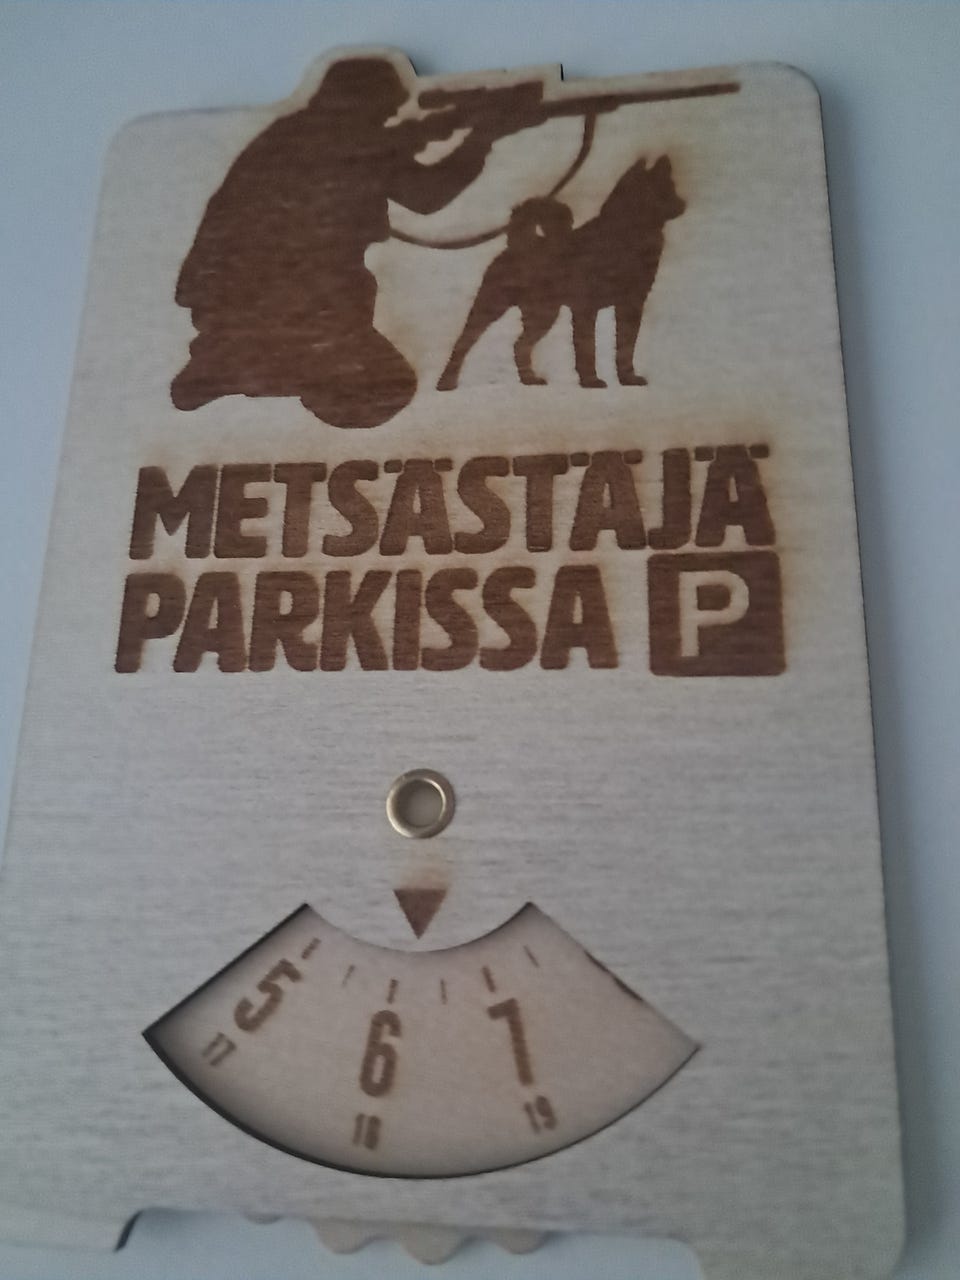 METSÄSTÄJÄ
PARKISSA P
5 6 7
17 18 19